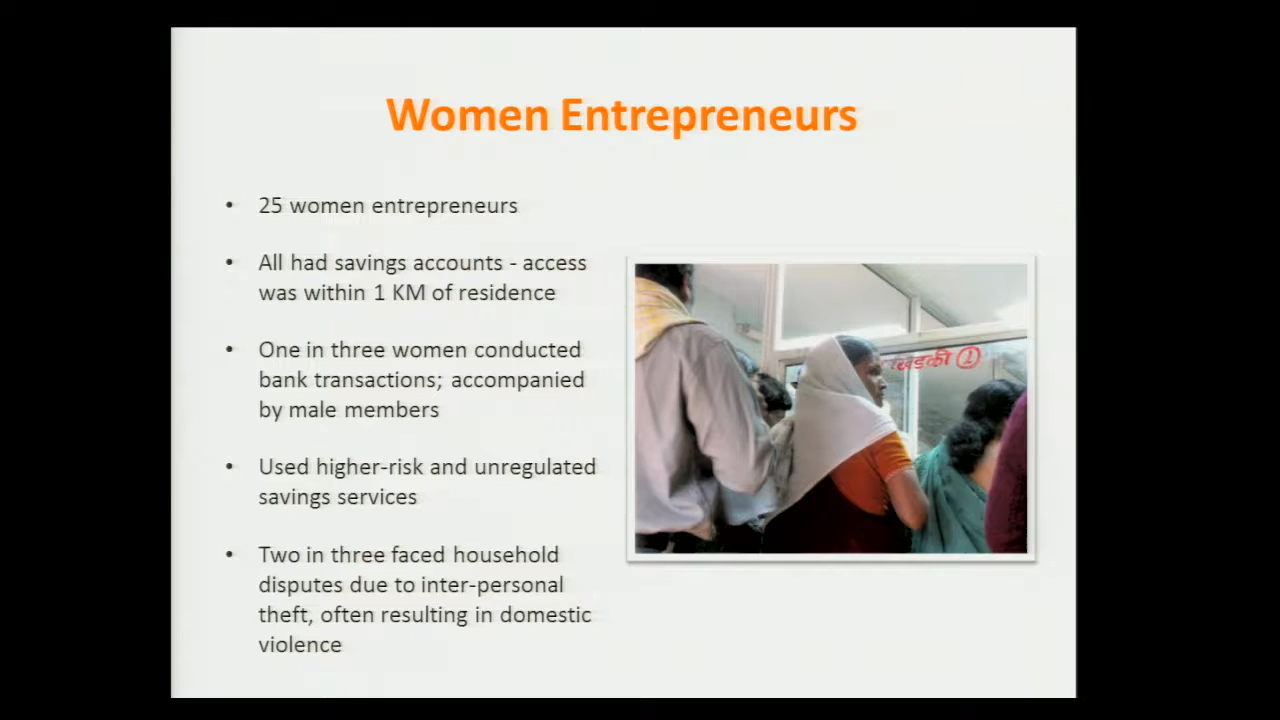 Women Entrepreneurs
• 25 women entrepreneurs
• All had savings accounts - access
was within 1 KM of residence
• One in three women conducted
bank transactions; accompanied
by male members
• Used higher-risk and unregulated
savings services
• Two in three faced household
disputes due to inter-personal
theft, often resulting in domestic
violence
खिड़की ①